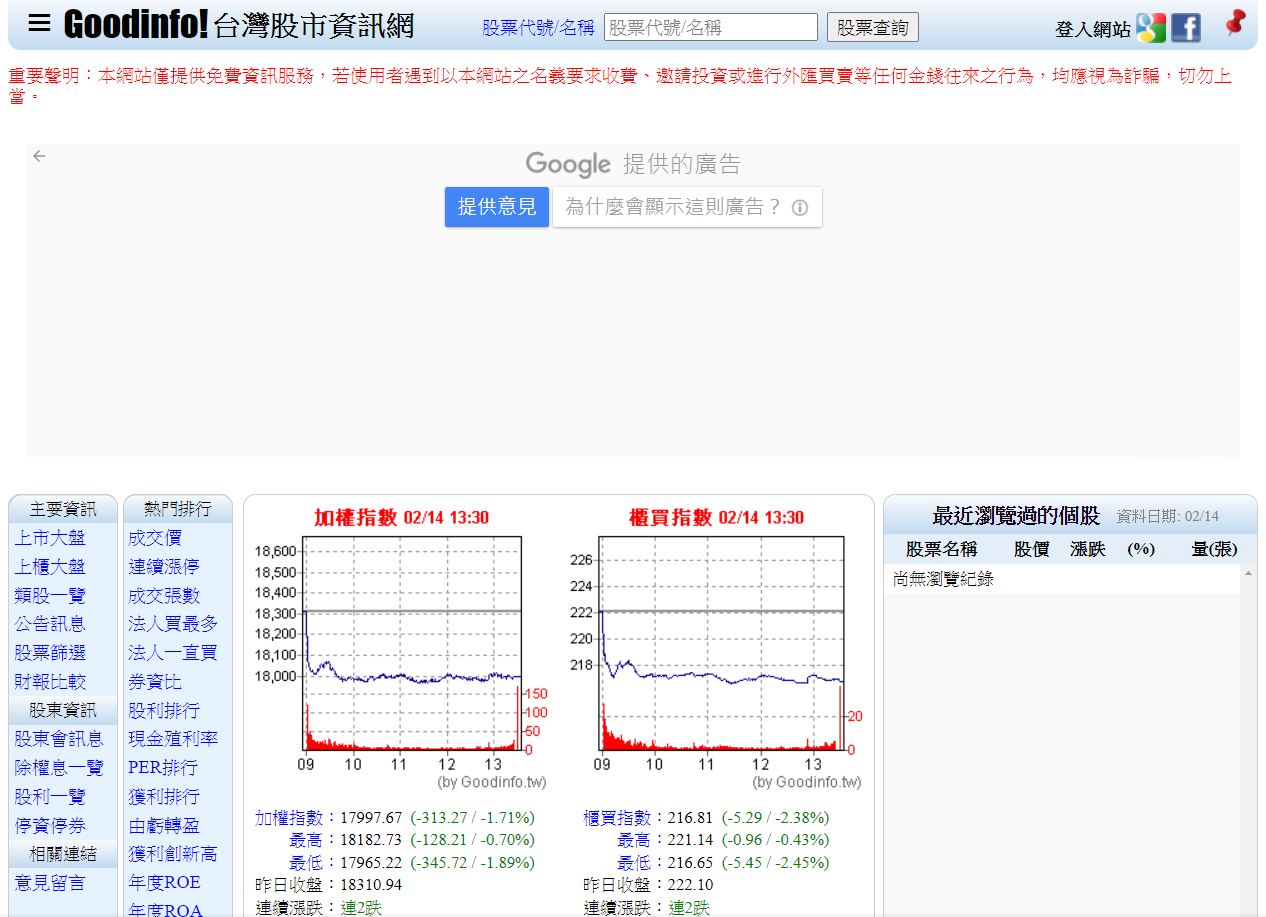 ☰ Goodinfo! 台灣股市資訊網 股票代號/名稱 股票代號/名稱 股票查詢 登入網站
重要聲明：本網站僅提供免費資訊服務，若使用者遇到以本網站之名義要求收費、邀請投資或進行外匯買賣等任何金錢往來之行為，均應視為詐騙，切勿上
當。
Google 提供的廣告
提供意見 為什麼會顯示這則廣告？
主要資訊
上市大盤
上櫃大盤
類股一覽
公告訊息
股票篩選
財報比較
股東資訊
股東會訊息
除權息一覽
股利一覽
停資停券
相關連結
意見留言
熱門排行
成交價
連續漲停
成交張數
法人買最多
法人一直買
券資比
股利排行
現金殖利率
PER排行
獲利排行
由虧轉盈
獲利創新高
年度ROE
年度ROA
加權指數 02/14 13:30
18,600
18,500
18,400
18,300
18,200
18,100
18,000
150
100
50
0
09 10 11 12 13
(by Goodinfo.tw)
加權指數：17997.67 (-313.27 / -1.71%)
最高：18182.73 (-128.21 / -0.70%)
最低：17965.22 (-345.72 / -1.89%)
昨日收盤：18310.94
連續漲跌：連2跌
櫃買指數 02/14 13:30
226
224
222
220
218
20
0
09 10 11 12 13
(by Goodinfo.tw)
櫃買指數：216.81 (-5.29 / -2.38%)
最高：221.14 (-0.96 / -0.43%)
最低：216.65 (-5.45 / -2.45%)
昨日收盤：222.10
連續漲跌：連2跌
最近瀏覽過的個股 資料日期: 02/14
股票名稱 股價 漲跌 (%) 量(張)
尚無瀏覽紀錄